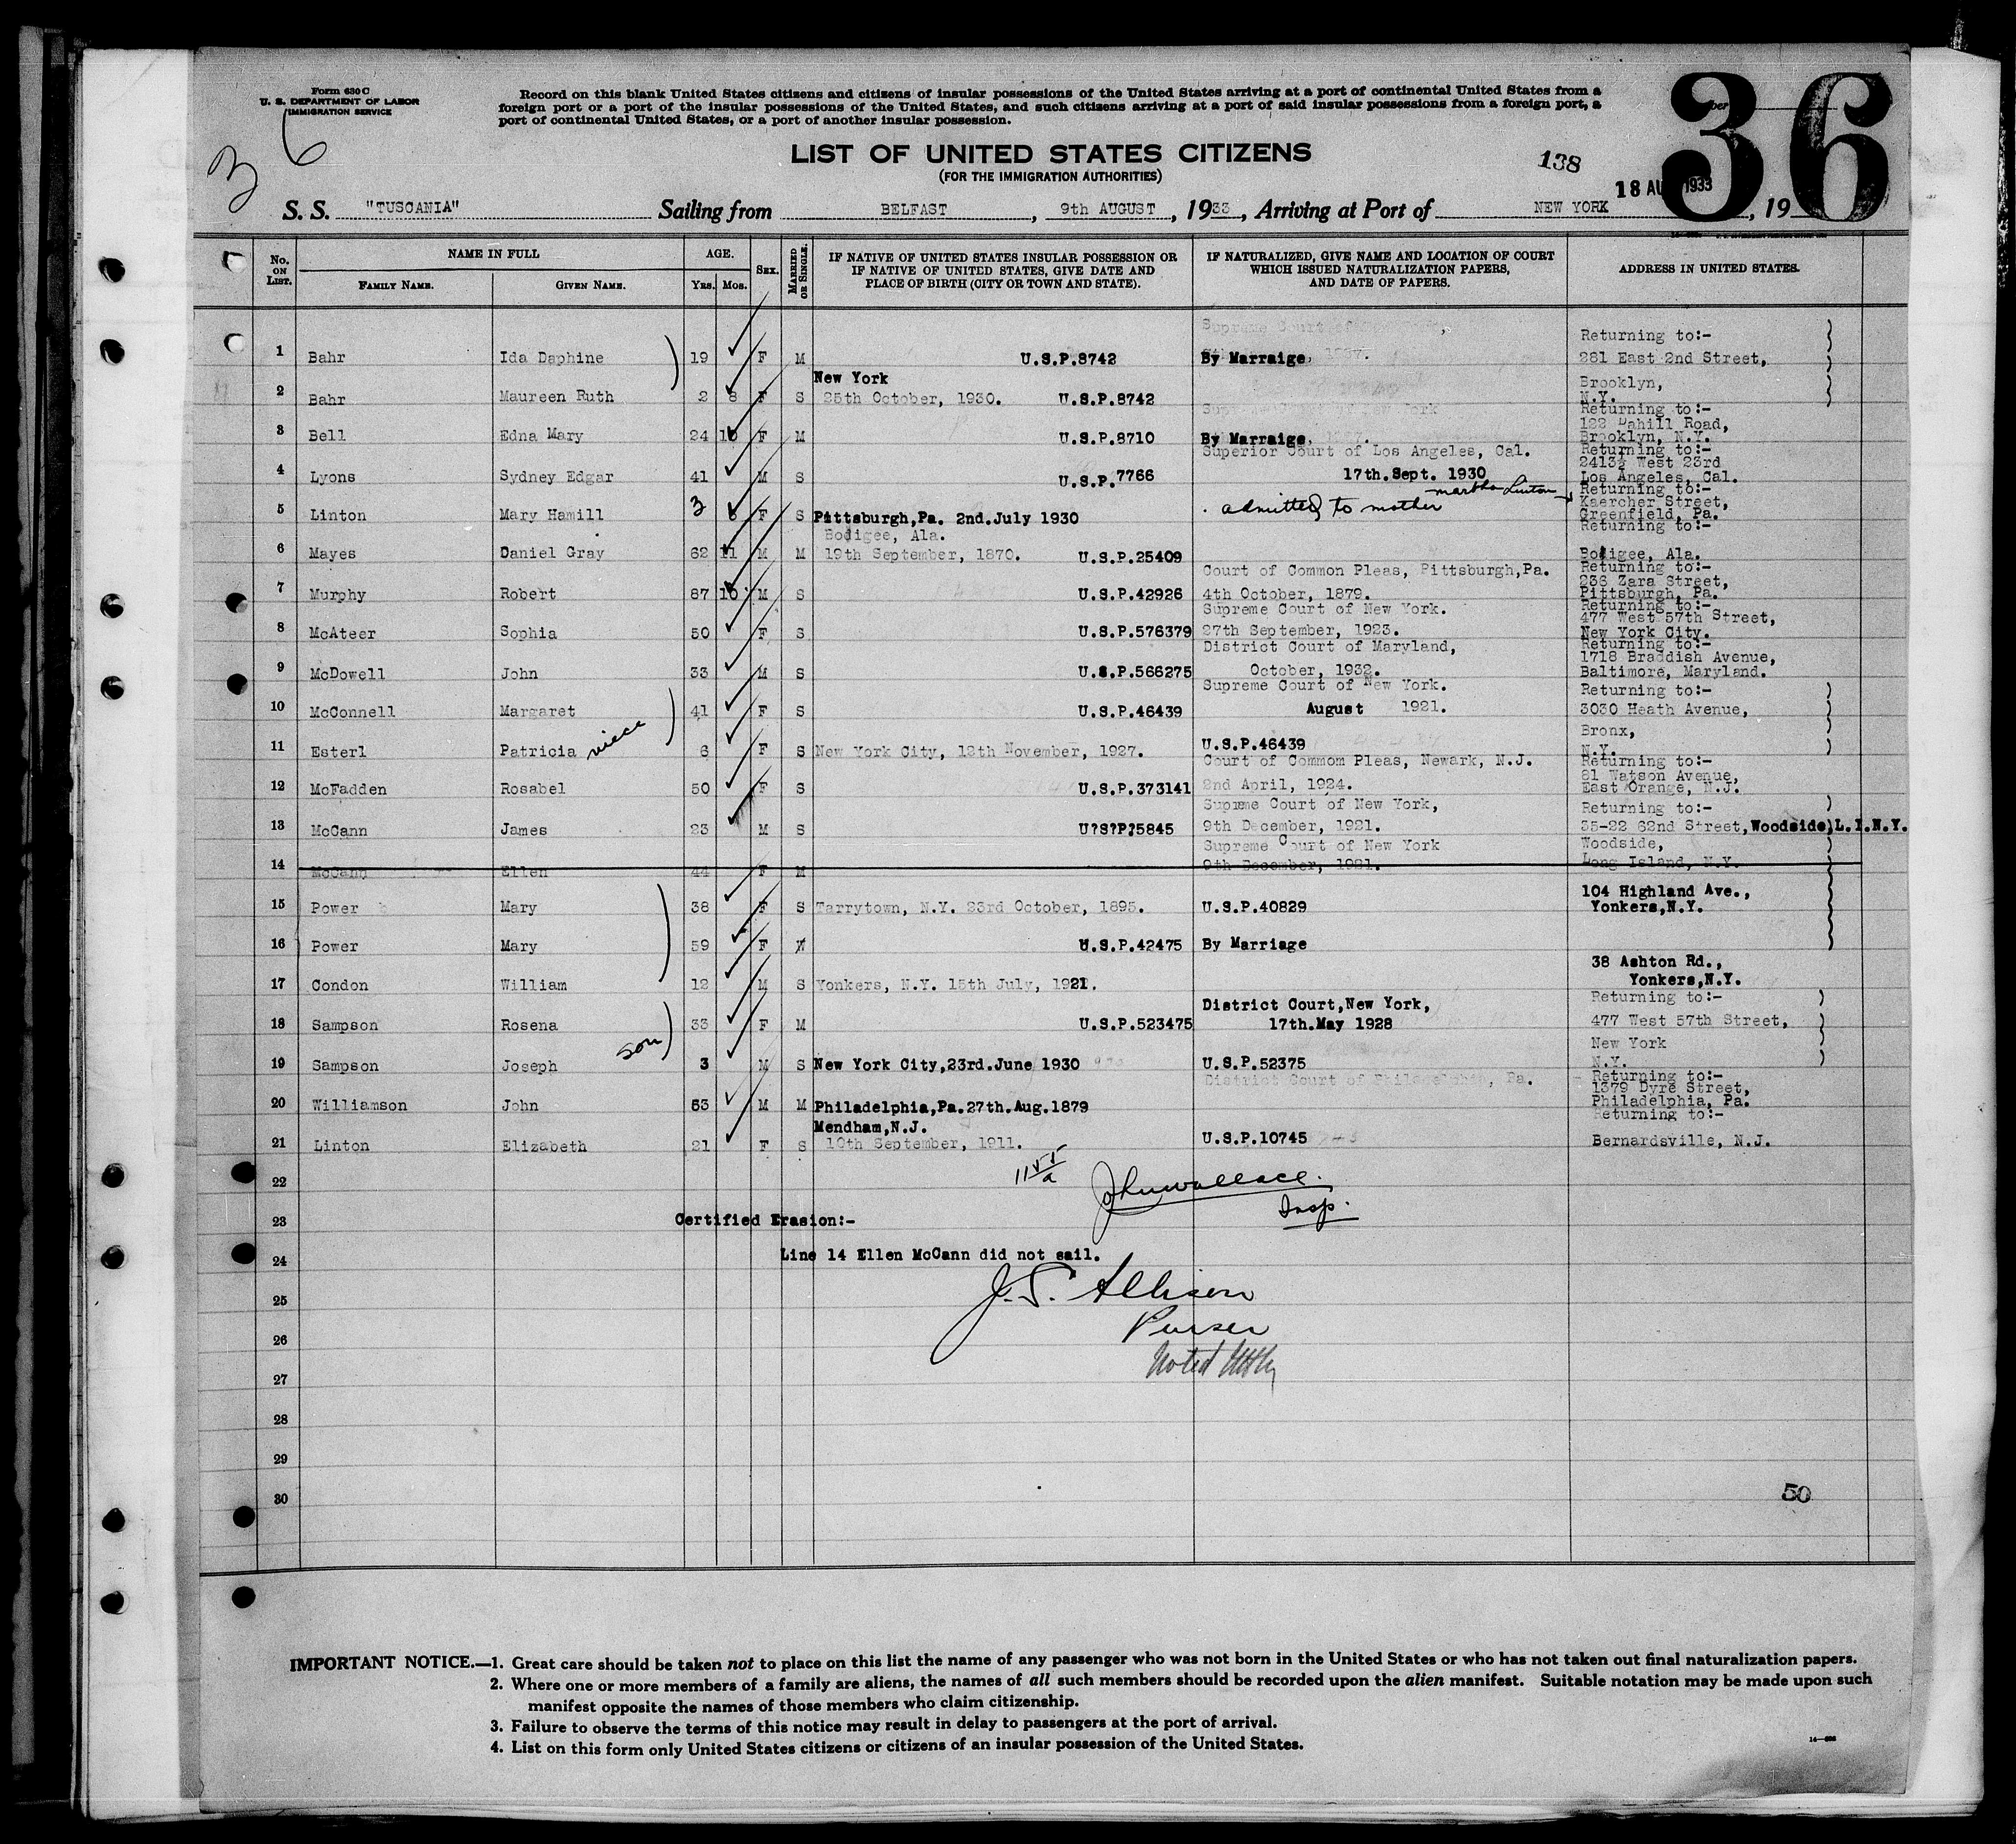 Form 630 C
U. S. DEPARTMENT OF LABOR
IMMIGRATION SERVICE
Record on this blank United States citizens and citizens of insular possessions of the United States arriving at a port of continental United States from a
foreign port or a port of the insular possessions of the United States, and such citizens arriving at a port of said insular possessions from a foreign port, a
port of continental United States, or a port of another insular possession.
36
36
LIST OF UNITED STATES CITIZENS
(FOR THE IMMIGRATION AUTHORITIES)
138
18 AUG 1933
S. S. "TUSCANIA" Sailing from BELFAST, 9th AUGUST, 1933, Arriving at Port of NEW YORK, 19
No. ON LIST. NAME IN FULL AGE. SEX. MARRIED OR SINGLE. IF NATIVE OF UNITED STATES INSULAR POSSESSION OR IF NATIVE OF UNITED STATES, GIVE DATE AND PLACE OF BIRTH (CITY OR TOWN AND STATE). IF NATURALIZED, GIVE NAME AND LOCATION OF COURT WHICH ISSUED NATURALIZATION PAPERS, AND DATE OF PAPERS. ADDRESS IN UNITED STATES.
FAMILY NAME. GIVEN NAME. YRS. MOS.
Returning to:-
1 Bahr Ida Daphine 19 F M U.S.P.8742 By Marraige, 281 East 2nd Street,
New York Brooklyn,
2 Bahr Maureen Ruth 2 8 F S 25th October, 1930. U.S.P.8742 N.Y.
Returning to:-
122 Dahill Road,
3 Bell Edna Mary 24 10 F M U.S.P.8710 By Marraige, Brooklyn, N.Y.
Superior Court of Los Angeles, Cal. Returning to:-
2413½ West 23rd
4 Lyons Sydney Edgar 41 M S U.S.P.7766 17th.Sept. 1930 Los Angeles, Cal.
Returning to:-
admitted to mother Martha Linton Kaercher Street,
5 Linton Mary Hamill 3 F S Pittsburgh,Pa. 2nd.July 1930 Greenfield, Pa.
Bodigee, Ala. Returning to:-
6 Mayes Daniel Gray 62 11 M M 19th September, 1870. U.S.P.25409 Bodigee, Ala.
Court of Common Pleas, Pittsburgh,Pa. Returning to:-
236 Zara Street,
7 Murphy Robert 87 10 M S U.S.P.42926 4th October, 1879. Pittsburgh, Pa.
Supreme Court of New York. Returning to:-
477 West 57th Street,
8 McAteer Sophia 50 F S U.S.P.576379 27th September, 1923. New York City.
District Court of Maryland, Returning to:-
1718 Braddish Avenue,
9 McDowell John 33 M S U.S.P.566275 October, 1932. Baltimore, Maryland.
Supreme Court of New York. Returning to:-
10 McConnell Margaret 41 F S U.S.P.46439 August 1921. 3030 Heath Avenue,
Bronx,
11 Esterl Patricia niece 6 F S New York City, 12th November, 1927. U.S.P.46439 N.Y.
Court of Commom Pleas, Newark, N.J. Returning to:-
81 Watson Avenue,
12 McFadden Rosabel 50 F S U.S.P.373141 2nd April, 1924. East Orange, N.J.
Supreme Court of New York, Returning to:-
13 McCann James 23 M S U?S?P?5845 9th December, 1921. 35-22 62nd Street, Woodside, L.I.N.Y.
Supreme Court of New York Woodside,
14 McCann Ellen 44 F M 9th December, 1921. Long Island, N.Y.
104 Highland Ave.,
15 Power Mary 38 F S Tarrytown, N.Y. 23rd October, 1895. U.S.P.40829 Yonkers,N.Y.
16 Power Mary 59 F W U.S.P.42475 By Marriage
38 Ashton Rd.,
17 Condon William 12 M S Yonkers, N.Y. 15th July, 1921. Yonkers,N.Y.
District Court,New York, Returning to:-
18 Sampson Rosena 33 F M U.S.P.523475 17th.May 1928 477 West 57th Street,
son New York
19 Sampson Joseph 3 M S New York City,23rd.June 1930 U.S.P.52375 N.Y.
District Court of Philadelphia, Pa. Returning to:-
1379 Dyre Street,
20 Williamson John 53 M M Philadelphia,Pa.27th.Aug.1879 Philadelphia, Pa.
Mendham,N.J. Returning to:-
21 Linton Elizabeth 21 F S 10th September, 1911. U.S.P.10745 Bernardsville, N.J.
22 John Wallace.
Insp.
23 Certified Erasion:-
24 Line 14 Ellen McCann did not sail.
25 J. S. Allison
26 Purser
27 Noted
28
29
30 50
IMPORTANT NOTICE.—1. Great care should be taken not to place on this list the name of any passenger who was not born in the United States or who has not taken out final naturalization papers.
2. Where one or more members of a family are aliens, the names of all such members should be recorded upon the alien manifest. Suitable notation may be made upon such
manifest opposite the names of those members who claim citizenship.
3. Failure to observe the terms of this notice may result in delay to passengers at the port of arrival.
4. List on this form only United States citizens or citizens of an insular possession of the United States.